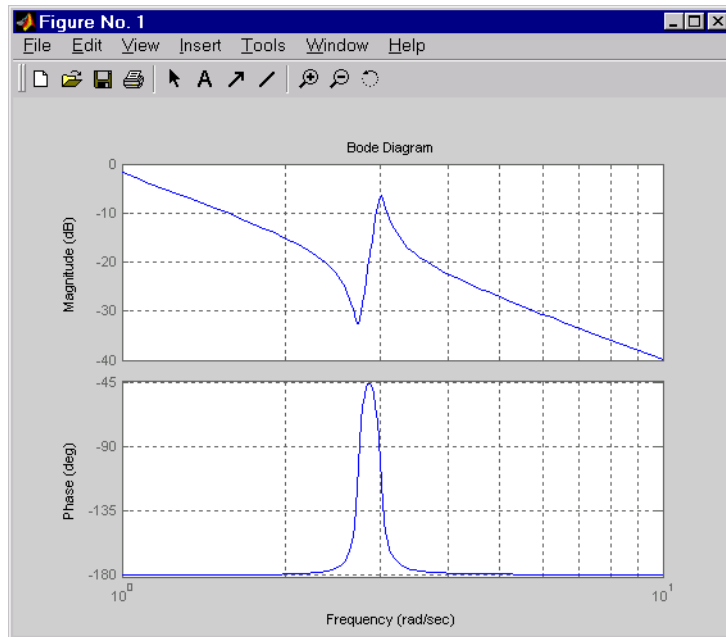 Figure No. 1
File Edit View Insert Tools Window Help
A
Bode Diagram
Magnitude (dB)
0
-10
-20
-30
-40
Phase (deg)
-45
-90
-135
-180
10^0
10^1
Frequency (rad/sec)